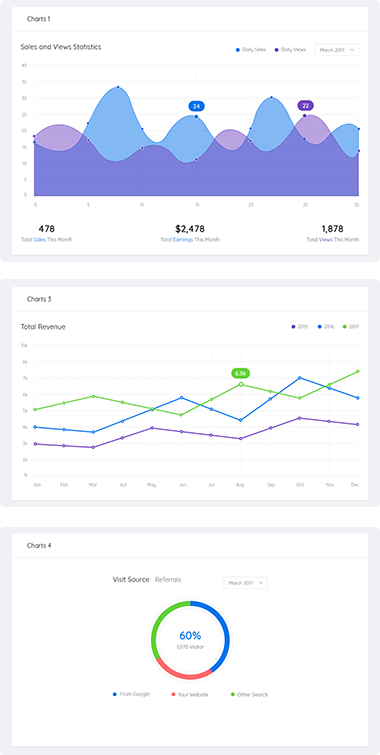 Charts 1
Sales and Views Statistics
Daily Sales
Daily Views
March 2017
40
35
30
25
20
15
10
5
0
24
22
0 5 10 15 20 25 30
478 $2,478 1,878
Total Sales This Month Total Earnings This Month Total Views This Month
Charts 3
Total Revenue
2015 2016 2017
10k
8k
7k
6k
5k
4k
3k
2k
1k
6.5k
Jan Feb Mar Apr May Jun Jul Aug Sep Oct Nov Dec
Charts 4
Visit Source Referrals
March 2017
60%
1,070 Visitor
From Google Your Website Other Search